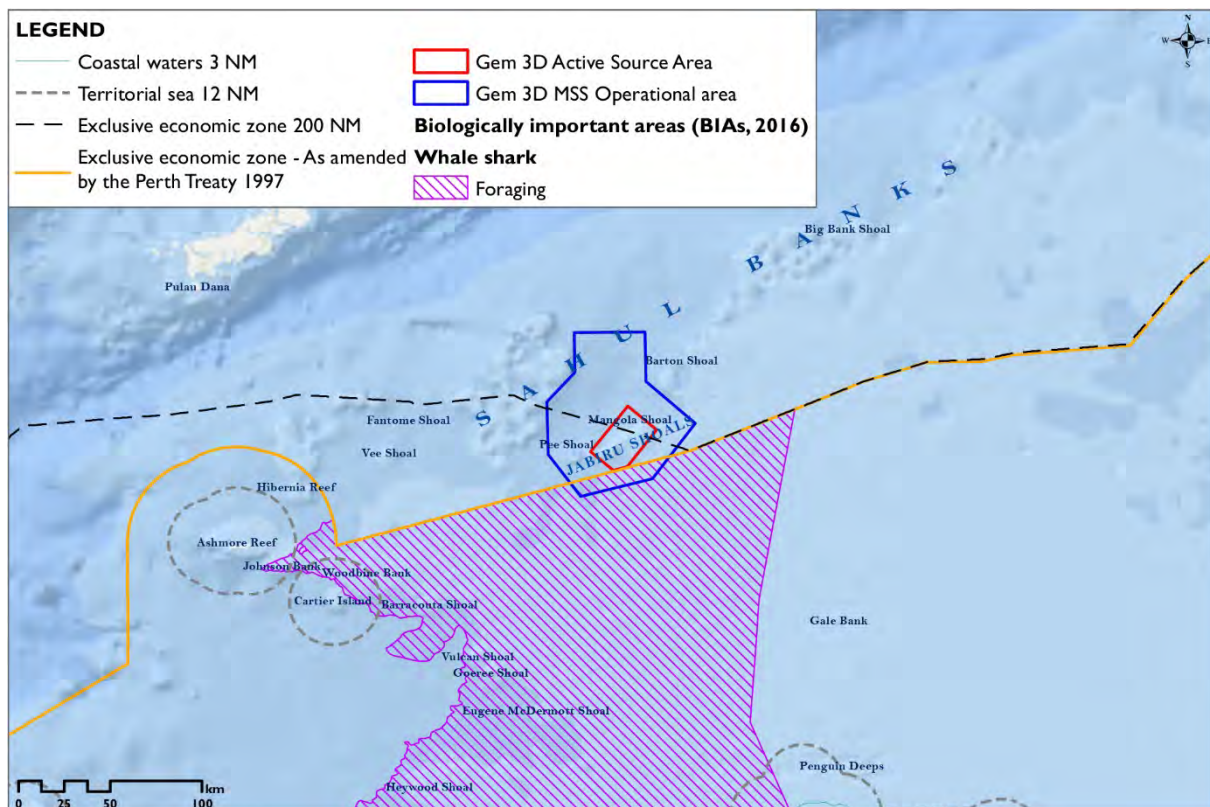 LEGEND
Coastal waters 3 NM
Territorial sea 12 NM
Exclusive economic zone 200 NM
Exclusive economic zone - As amended
by the Perth Treaty 1997
Gem 3D Active Source Area
Gem 3D MSS Operational area
Biologically important areas (BIAs, 2016)
Whale shark
Foraging
N
W E
S
SAHUL BANKS
Big Bank Shoal
Pulau Dana
Barton Shoal
Fantome Shoal
Mangola Shoal
Pee Shoal
JABIRU SHOALS
Vee Shoal
Hibernia Reef
Ashmore Reef
Johnson Bank
Woodbine Bank
Cartier Island
Barracouta Shoal
Gale Bank
Vulcan Shoal
Goeree Shoal
Eugene McDermott Shoal
Penguin Deeps
Heywood Shoal
km
0 25 50 100